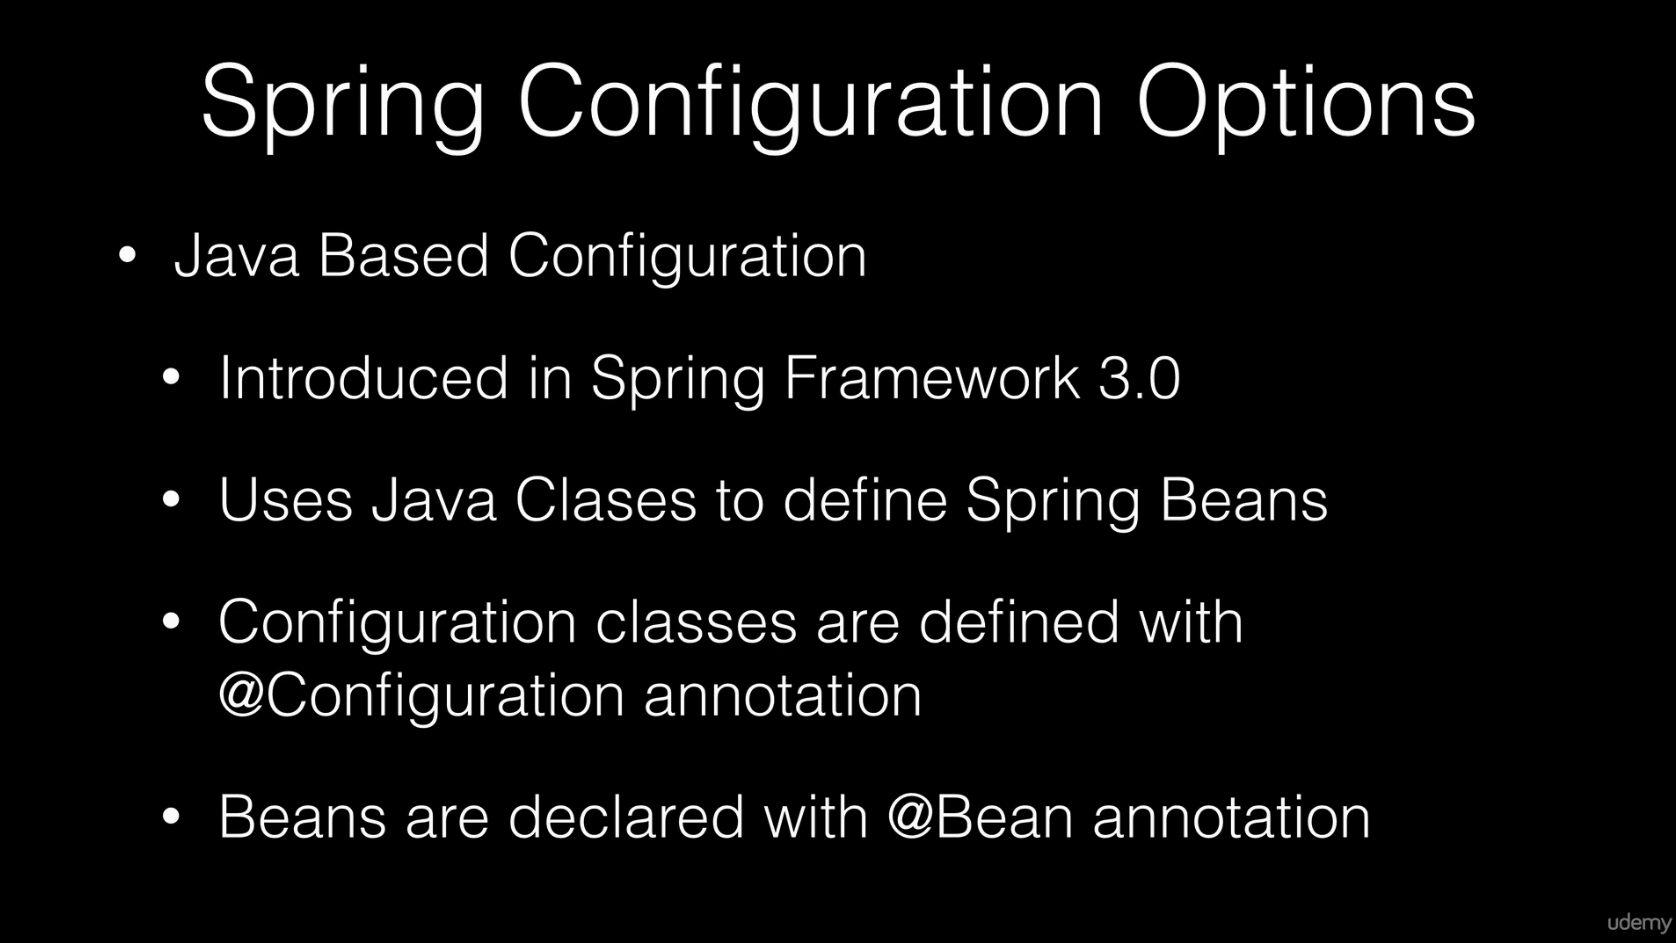 Spring Configuration Options
• Java Based Configuration
• Introduced in Spring Framework 3.0
• Uses Java Clases to define Spring Beans
• Configuration classes are defined with
@Configuration annotation
• Beans are declared with @Bean annotation
udemy